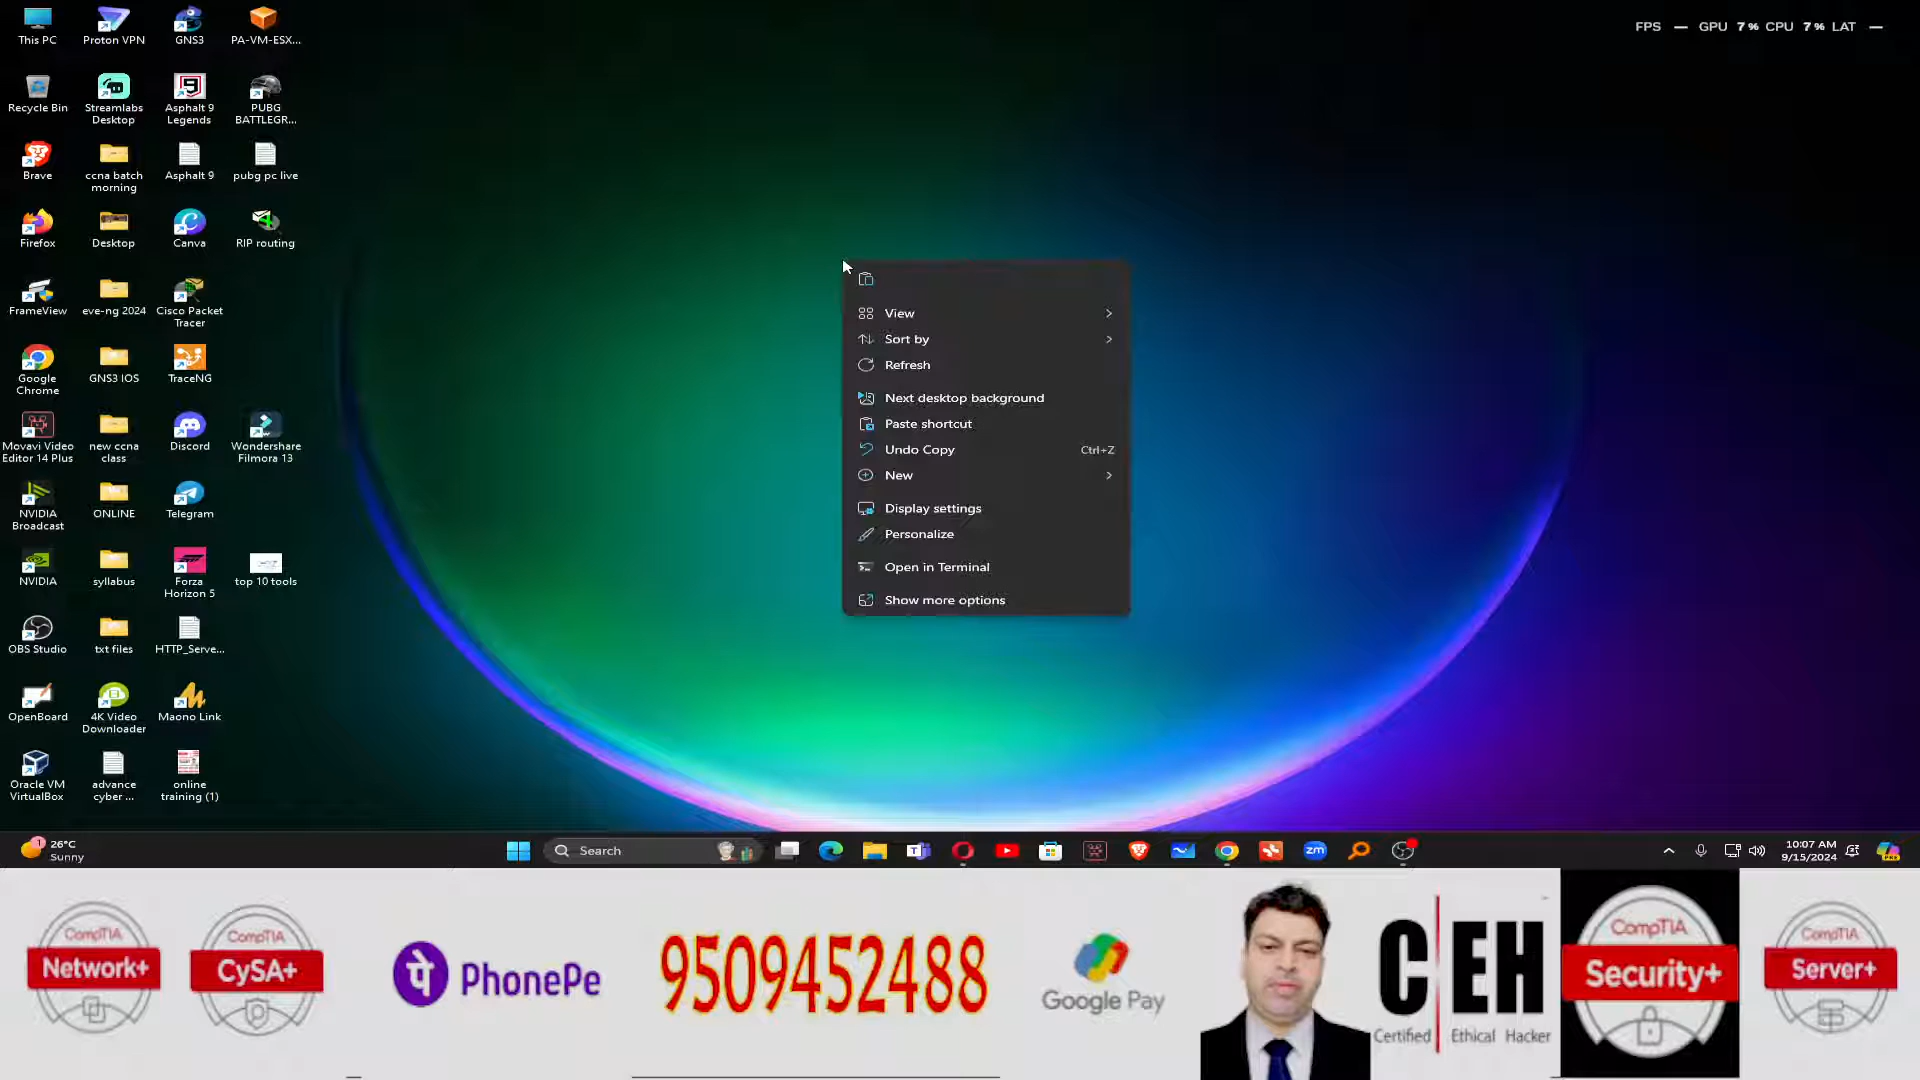 This PC
Proton VPN
GNS3
PA-VM-ESX...
FPS — GPU 7 % CPU 7 % LAT —
Recycle Bin
Streamlabs
Desktop
Asphalt 9
Legends
PUBG
BATTLEGR...
Brave
ccna batch
morning
Asphalt 9
pubg pc live
Firefox
Desktop
Canva
RIP routing
FrameView
eve-ng 2024
Cisco Packet
Tracer
Google
Chrome
GNS3 IOS
TraceNG
Movavi Video
Editor 14 Plus
new ccna
class
Discord
Wondershare
Filmora 13
NVIDIA
Broadcast
ONLINE
Telegram
NVIDIA
syllabus
Forza
Horizon 5
top 10 tools
OBS Studio
txt files
HTTP_Serve...
OpenBoard
4K Video
Downloader
Maono Link
Oracle VM
VirtualBox
advance
cyber ...
online
training (1)
View
Sort by
Refresh
Next desktop background
Paste shortcut
Undo Copy Ctrl+Z
New
Display settings
Personalize
Open in Terminal
Show more options
26°C
Sunny
Search
zm
10:07 AM
9/15/2024
CompTIA
Network+
CompTIA
CySA+
PhonePe
9509452488
Google Pay
C|EH
Certified Ethical Hacker
CompTIA
Security+
CompTIA
Server+